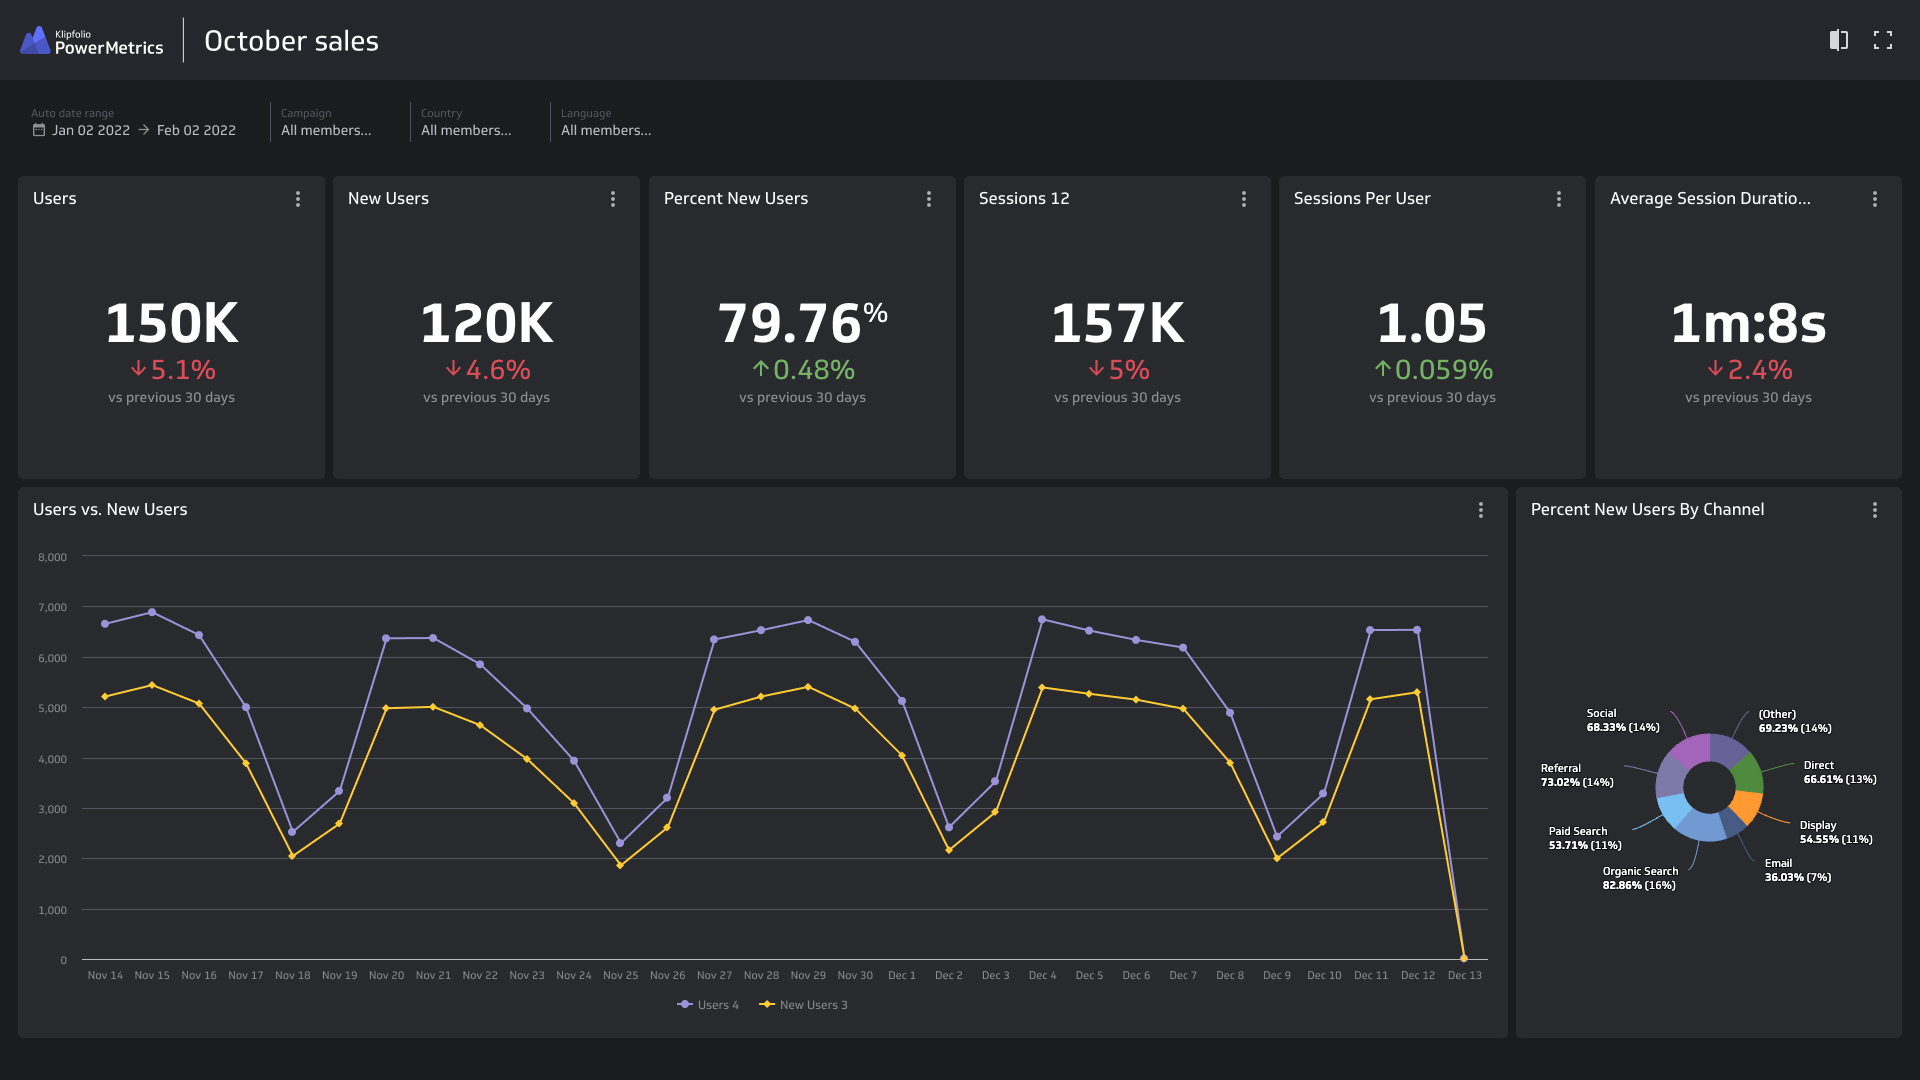 Klipfolio
PowerMetrics
October sales
Auto date range
Jan 02 2022 → Feb 02 2022
Campaign
All members...
Country
All members...
Language
All members...
Users
150K
↓5.1%
vs previous 30 days
New Users
120K
↓4.6%
vs previous 30 days
Percent New Users
79.76%
↑0.48%
vs previous 30 days
Sessions 12
157K
↓5%
vs previous 30 days
Sessions Per User
1.05
↑0.059%
vs previous 30 days
Average Session Duratio...
1m:8s
↓2.4%
vs previous 30 days
Users vs. New Users
8,000
7,000
6,000
5,000
4,000
3,000
2,000
1,000
0
Nov 14 Nov 15 Nov 16 Nov 17 Nov 18 Nov 19 Nov 20 Nov 21 Nov 22 Nov 23 Nov 24 Nov 25 Nov 26 Nov 27 Nov 28 Nov 29 Nov 30 Dec 1 Dec 2 Dec 3 Dec 4 Dec 5 Dec 6 Dec 7 Dec 8 Dec 9 Dec 10 Dec 11 Dec 12 Dec 13
Users 4 New Users 3
Percent New Users By Channel
Social
68.33% (14%)
(Other)
69.23% (14%)
Referral
73.02% (14%)
Direct
66.61% (13%)
Paid Search
53.71% (11%)
Display
54.55% (11%)
Organic Search
82.86% (16%)
Email
36.03% (7%)